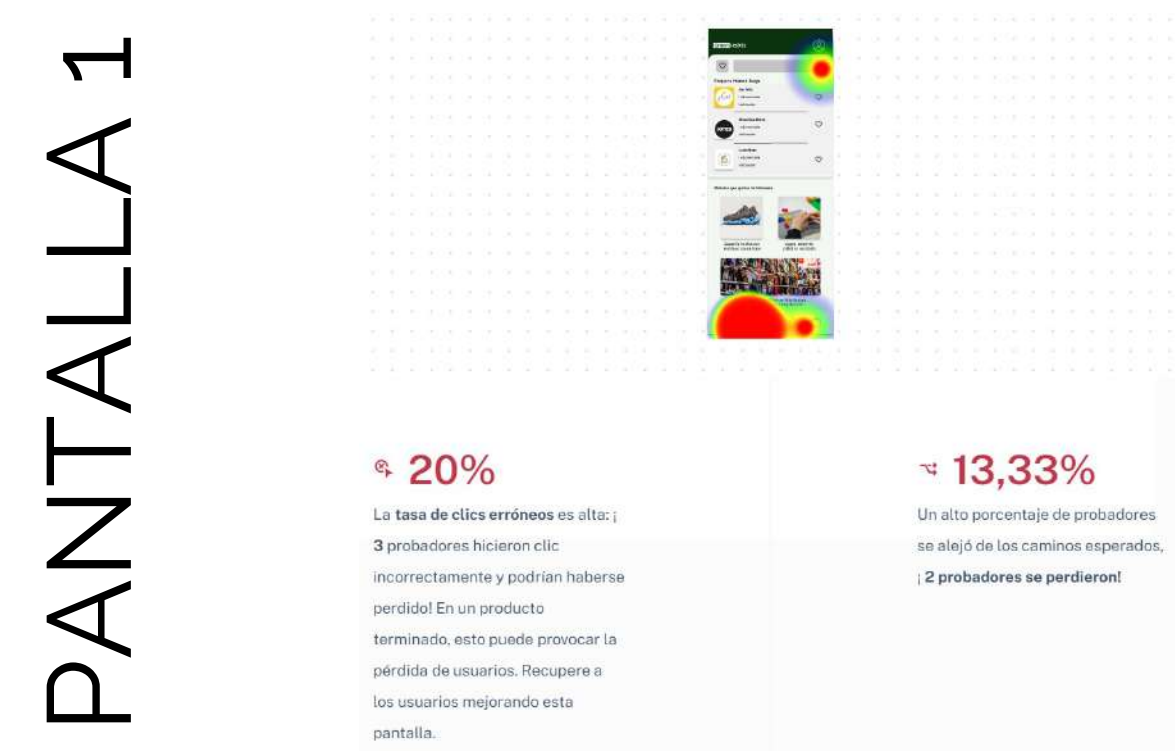 PANTALLA 1
20%
La tasa de clics erróneos es alta: ¡
3 probadores hicieron clic
incorrectamente y podrían haberse
perdido! En un producto
terminado, esto puede provocar la
pérdida de usuarios. Recupere a
los usuarios mejorando esta
pantalla.
13,33%
Un alto porcentaje de probadores
se alejó de los caminos esperados,
¡ 2 probadores se perdieron!